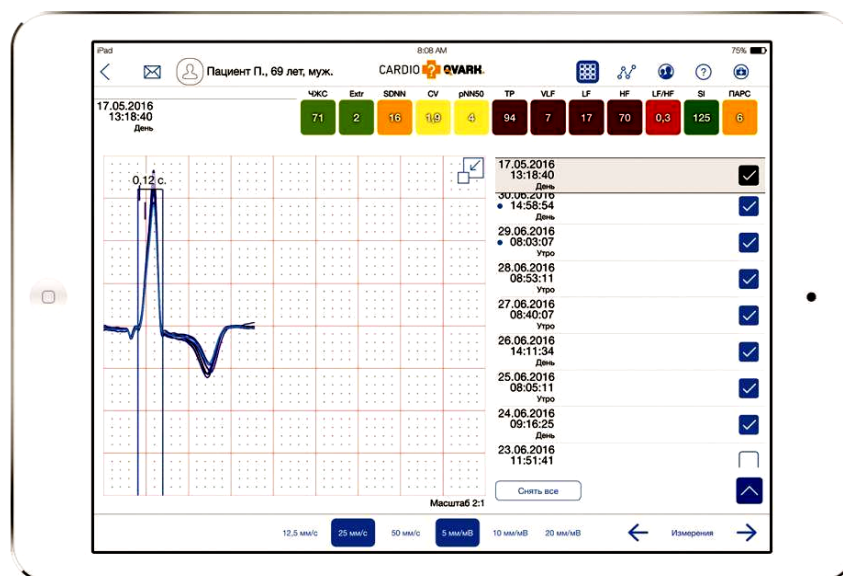 iPad
8:08 AM
75%
Пациент П., 69 лет, муж.
CARDIO QVARK.
17.05.2016
13:18:40
День
ЧЖС Extr SDNN CV pNN50 TP VLF LF HF LF/HF SI ПАРС
71 2 16 1,9 4 94 7 17 70 0,3 125 6
0,12 с.
17.05.2016
13:18:40
День
30.06.2016
14:58:54
День
29.06.2016
08:03:07
Утро
28.06.2016
08:53:11
Утро
27.06.2016
08:40:07
Утро
26.06.2016
14:11:34
День
25.06.2016
08:05:11
Утро
24.06.2016
09:16:25
День
23.06.2016
11:51:41
Снять все
Масштаб 2:1
12,5 мм/с 25 мм/с 50 мм/с 5 мм/мВ 10 мм/мВ 20 мм/мВ Измерения